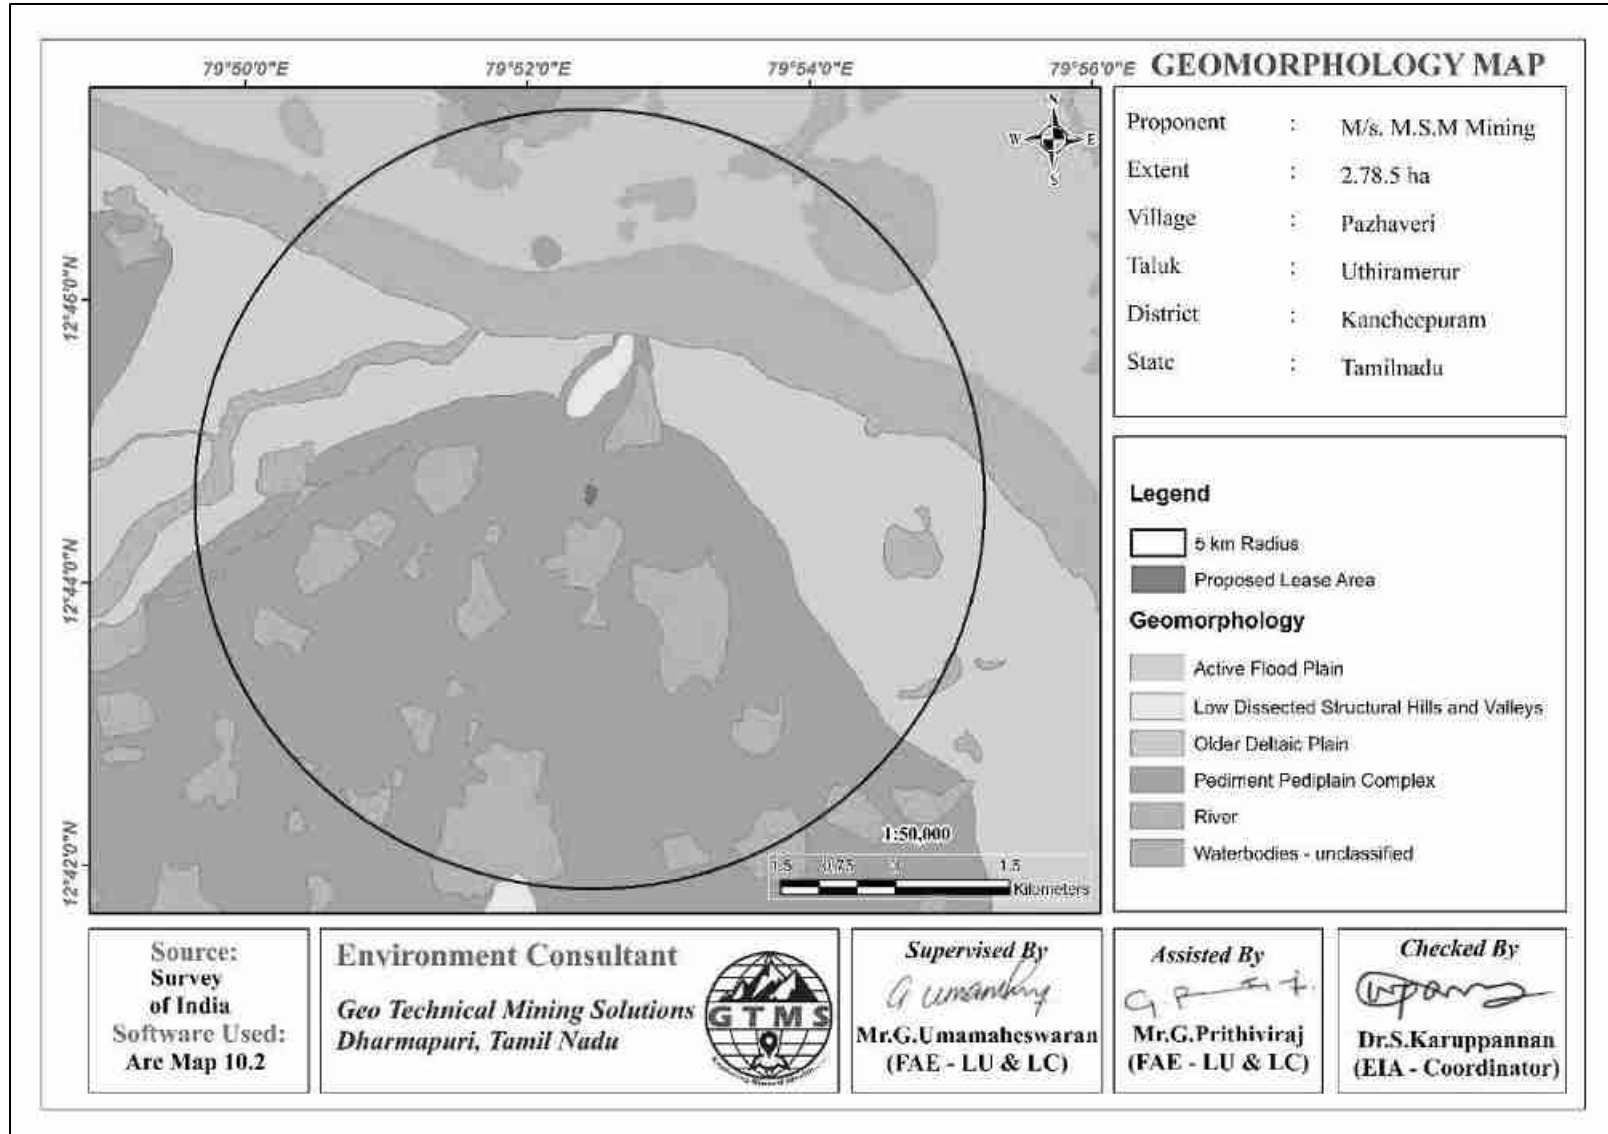 79°50'0"E
79°52'0"E
79°54'0"E
79°56'0"E
GEOMORPHOLOGY MAP
N
W
E
S
12°46'0"N
12°44'0"N
12°42'0"N
Proponent : M/s. M.S.M Mining
Extent : 2.78.5 ha
Village : Pazhaveri
Taluk : Uthiramerur
District : Kancheepuram
State : Tamilnadu
Legend
5 km Radius
Proposed Lease Area
Geomorphology
Active Flood Plain
Low Dissected Structural Hills and Valleys
Older Deltaic Plain
Pediment Pediplain Complex
River
Waterbodies - unclassified
1:50,000
1.5 0.75 1.5
Kilometers
Source:
Survey
of India
Software Used:
Arc Map 10.2
Environment Consultant
Geo Technical Mining Solutions
Dharmapuri, Tamil Nadu
GTMS
Supervised By
Mr.G.Umamaheswaran
(FAE - LU & LC)
Assisted By
Mr.G.Prithiviraj
(FAE - LU & LC)
Checked By
Dr.S.Karuppannan
(EIA - Coordinator)